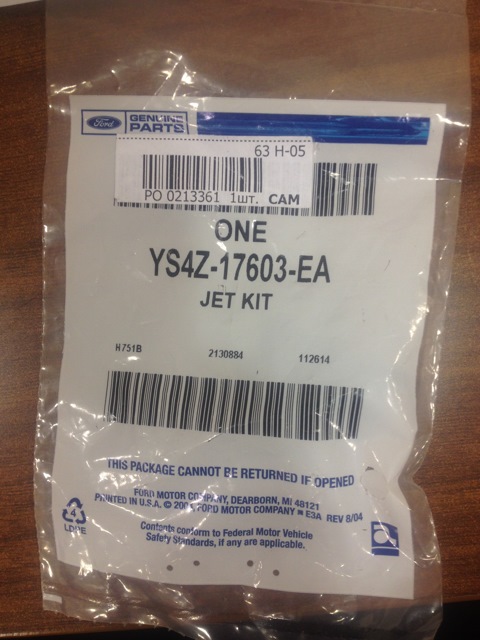 Ford
GENUINE
PARTS
63 H-05
PO 0213361 1шт. САМ
ONE
YS4Z-17603-EA
JET KIT
H751B 2130884 112614
THIS PACKAGE CANNOT BE RETURNED IF OPENED
FORD MOTOR COMPANY, DEARBORN, MI 48121
PRINTED IN U.S.A. © FORD MOTOR COMPANY E3A REV 8/04
Contents conform to Federal Motor Vehicle
Safety Standards, if any are applicable.
4
LDPE